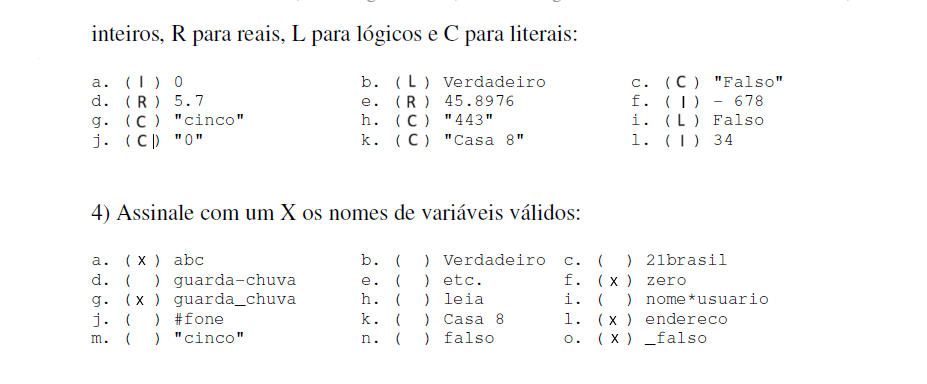 inteiros, R para reais, L para lógicos e C para literais:
a. ( I ) 0 b. ( L ) Verdadeiro c. ( C ) "Falso"
d. ( R ) 5.7 e. ( R ) 45.8976 f. ( I ) - 678
g. ( C ) "cinco" h. ( C ) "443" i. ( L ) Falso
j. ( C ) "0" k. ( C ) "Casa 8" l. ( I ) 34
4) Assinale com um X os nomes de variáveis válidos:
a. ( x ) abc b. ( ) Verdadeiro c. ( ) 21brasil
d. ( ) guarda-chuva e. ( ) etc. f. ( x ) zero
g. ( x ) guarda_chuva h. ( ) leia i. ( ) nome*usuario
j. ( ) #fone k. ( ) Casa 8 l. ( x ) endereco
m. ( ) "cinco" n. ( ) falso o. ( x ) _falso